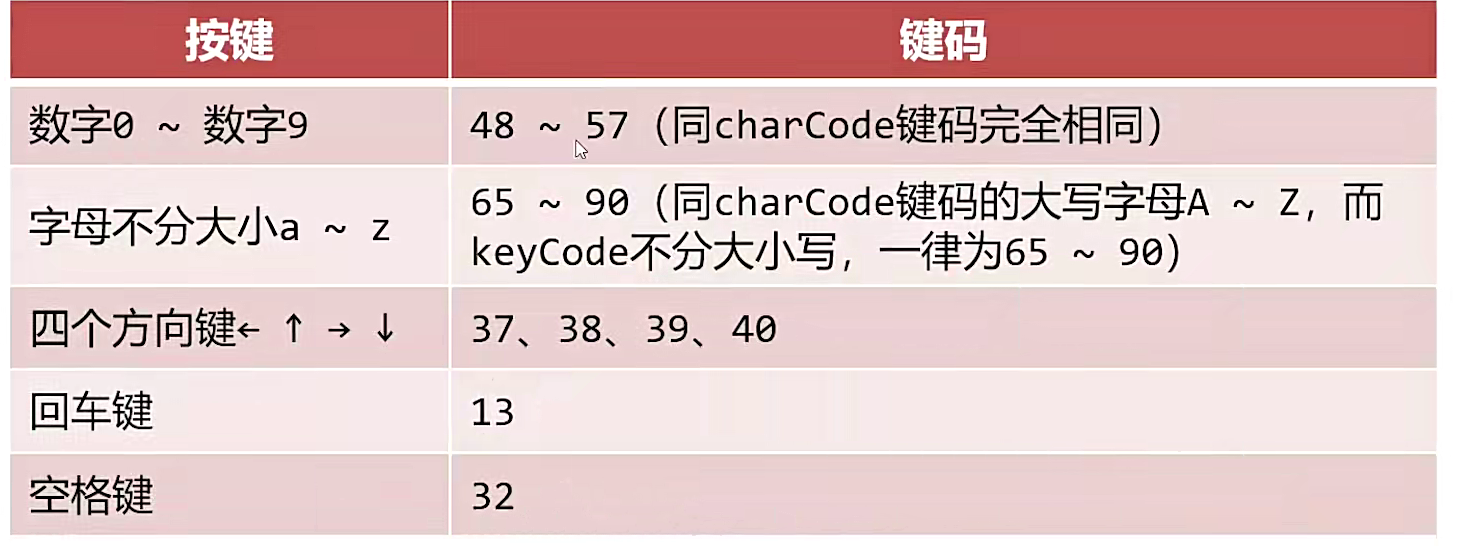 按键 键码
数字0 ~ 数字9 48 ~ 57（同charCode键码完全相同）
字母不分大小a ~ z 65 ~ 90（同charCode键码的大写字母A ~ Z，而
keyCode不分大小写，一律为65 ~ 90）
四个方向键← ↑ → ↓ 37、38、39、40
回车键 13
空格键 32